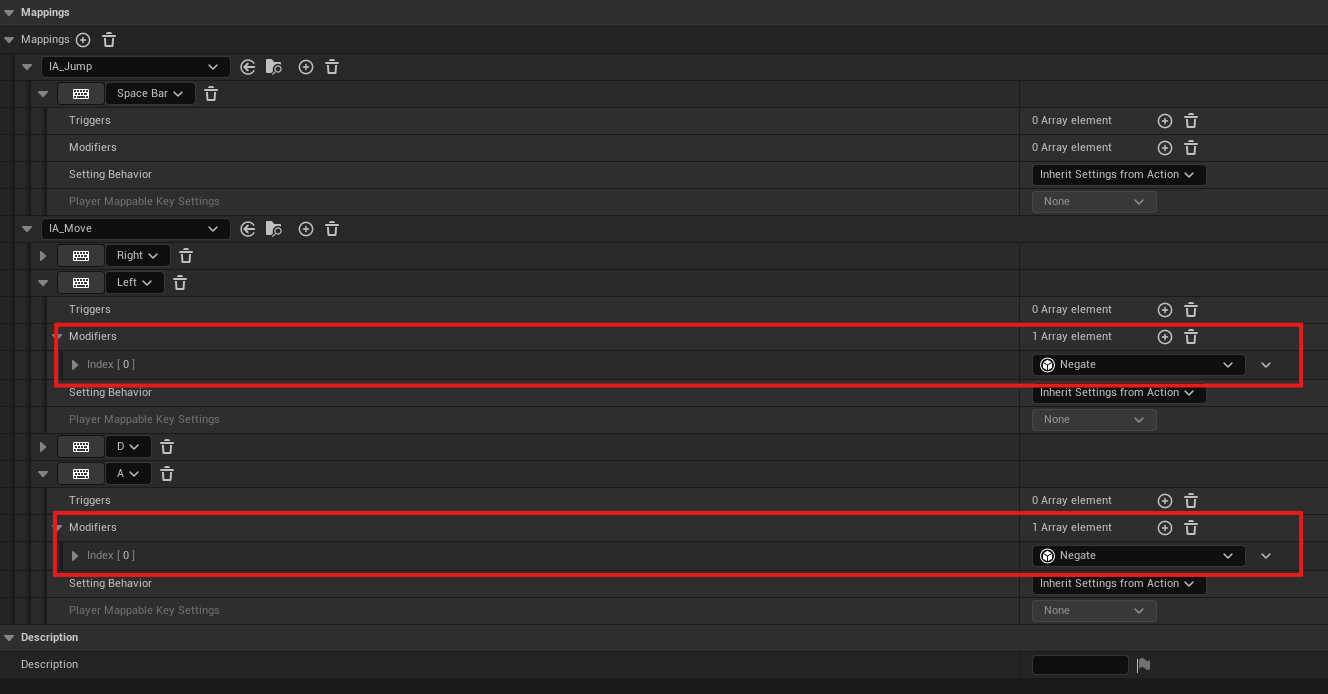 Mappings
Mappings
IA_Jump
Space Bar
Triggers 0 Array element
Modifiers 0 Array element
Setting Behavior Inherit Settings from Action
Player Mappable Key Settings None
IA_Move
Right
Left
Triggers 0 Array element
Modifiers 1 Array element
Index [ 0 ] Negate
Setting Behavior Inherit Settings from Action
Player Mappable Key Settings None
D
A
Triggers 0 Array element
Modifiers 1 Array element
Index [ 0 ] Negate
Setting Behavior Inherit Settings from Action
Player Mappable Key Settings None
Description
Description